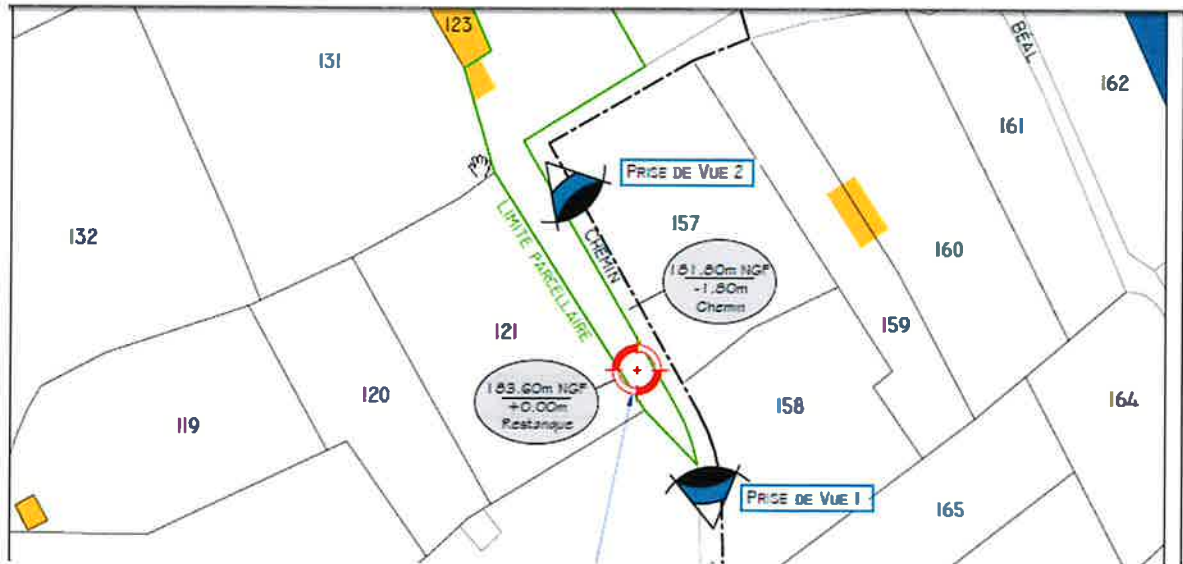 123
131
BÉAL
162
161
PRISE DE VUE 2
132
157
160
LIMITE PARCELLAIRE
CHEMIN
181.80m NGF
-1.80m
Chemin
121
159
183.60m NGF
+0.00m
Restanque
120
119
158
164
PRISE DE VUE 1
165